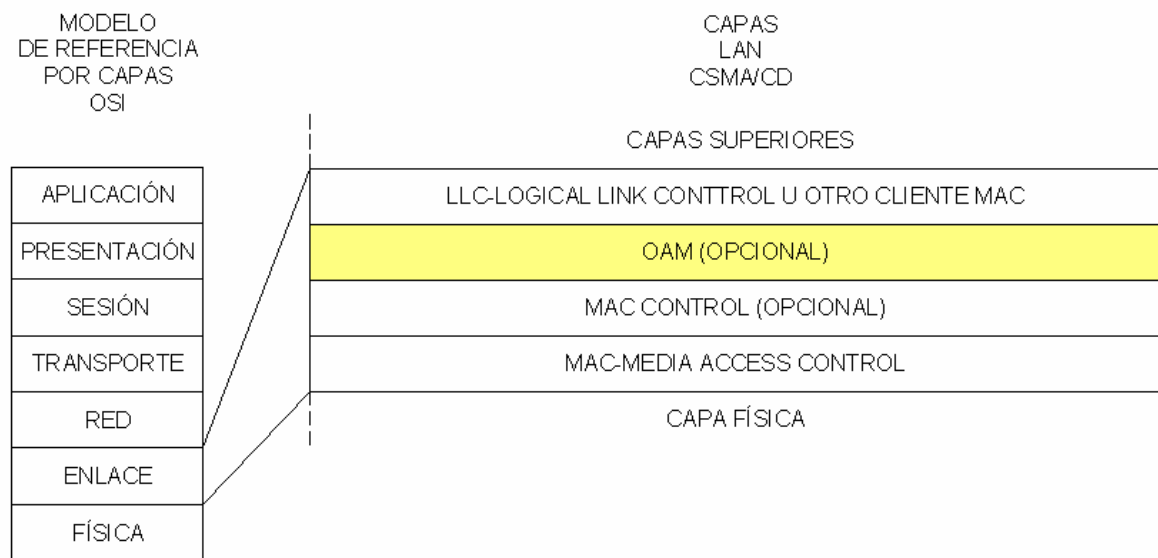 MODELO
DE REFERENCIA
POR CAPAS
OSI
CAPAS
LAN
CSMA/CD
CAPAS SUPERIORES
APLICACIÓN
PRESENTACIÓN
SESIÓN
TRANSPORTE
RED
ENLACE
FÍSICA
LLC-LOGICAL LINK CONTTROL U OTRO CLIENTE MAC
OAM (OPCIONAL)
MAC CONTROL (OPCIONAL)
MAC-MEDIA ACCESS CONTROL
CAPA FÍSICA